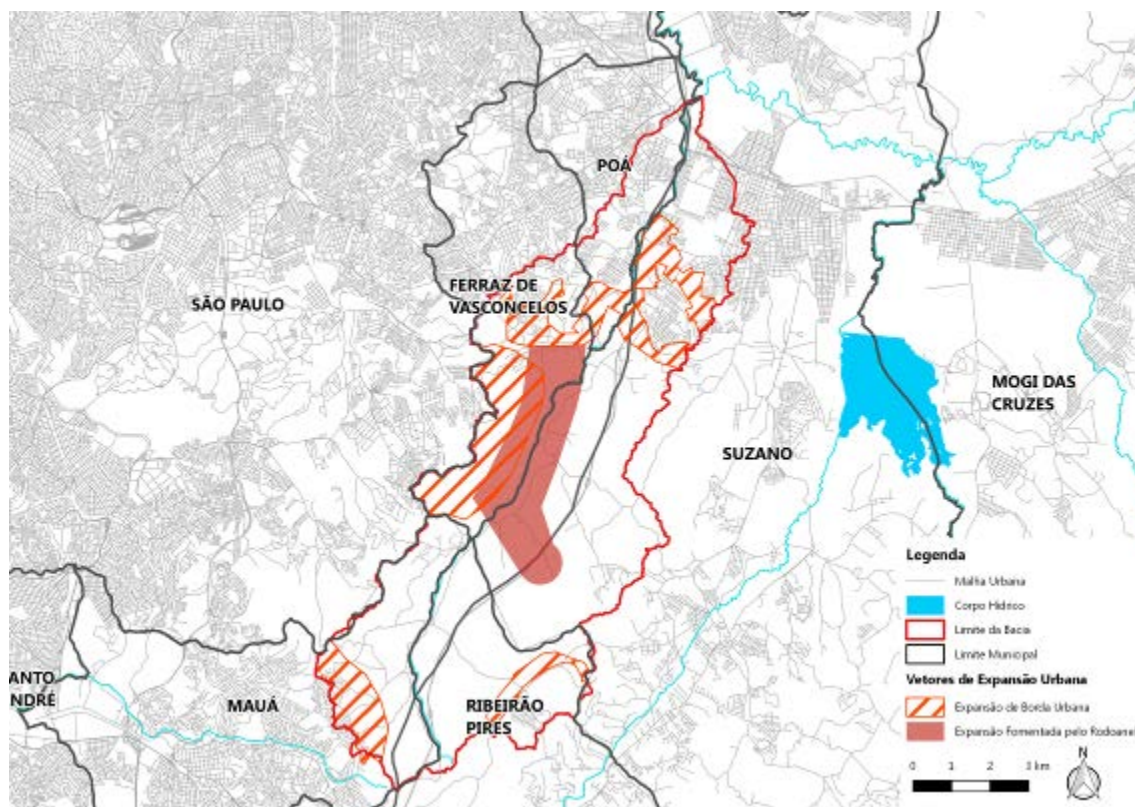 POÁ
FERRAZ DE
VASCONCELOS
SÃO PAULO
MOGI DAS
CRUZES
SUZANO
ANTO
NDRÉ
MAUÁ
RIBEIRÃO
PIRES
Legenda
Malha Urbana
Corpo Hídrico
Limite da Bacia
Limite Municipal
Vetores de Expansão Urbana
Expansão de Borda Urbana
Expansão Fomentada pelo Rodoanel
0 1 2 3 km
N